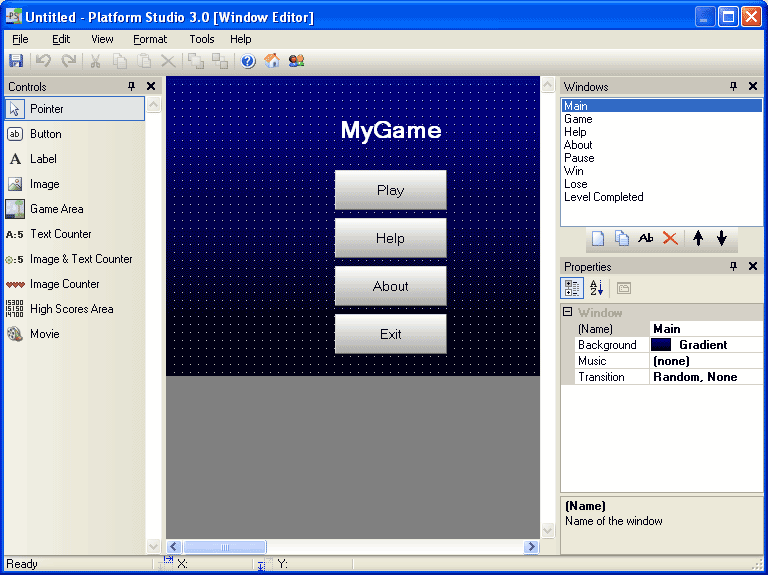 Untitled - Platform Studio 3.0 [Window Editor]
File Edit View Format Tools Help
Controls
Pointer
Button
Label
Image
Game Area
Text Counter
Image & Text Counter
Image Counter
High Scores Area
Movie
MyGame
Play
Help
About
Exit
Windows
Main
Game
Help
About
Pause
Win
Lose
Level Completed
Properties
Window
(Name) Main
Background Gradient
Music (none)
Transition Random, None
(Name)
Name of the window
Ready X: Y: